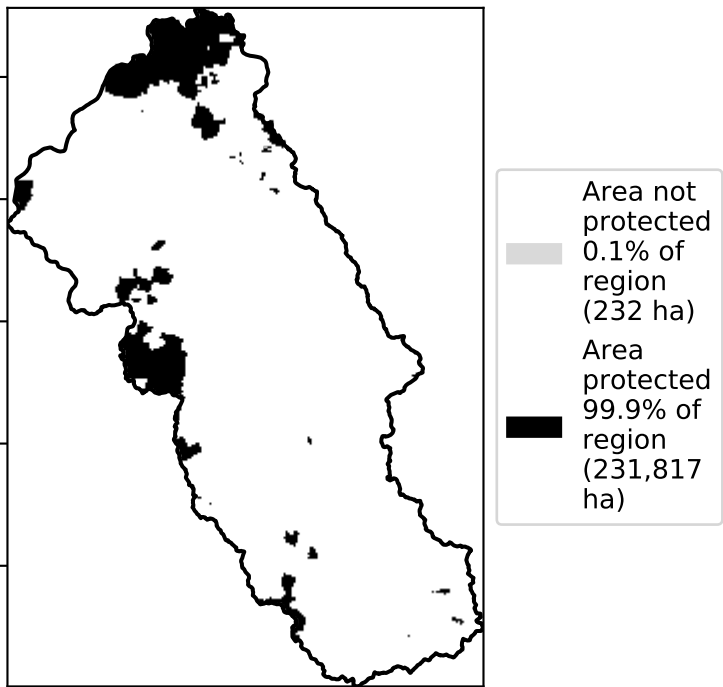 Area not
protected
0.1% of
region
(232 ha)
Area
protected
99.9% of
region
(231,817
ha)